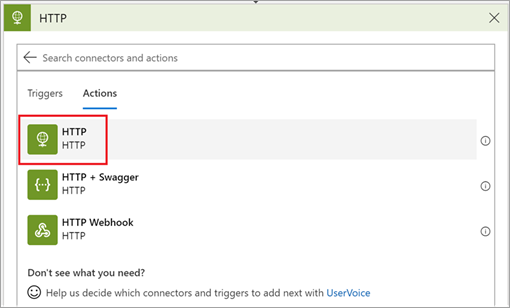 HTTP
Search connectors and actions
Triggers Actions
HTTP
HTTP
HTTP + Swagger
HTTP
HTTP Webhook
HTTP
Don't see what you need?
Help us decide which connectors and triggers to add next with UserVoice